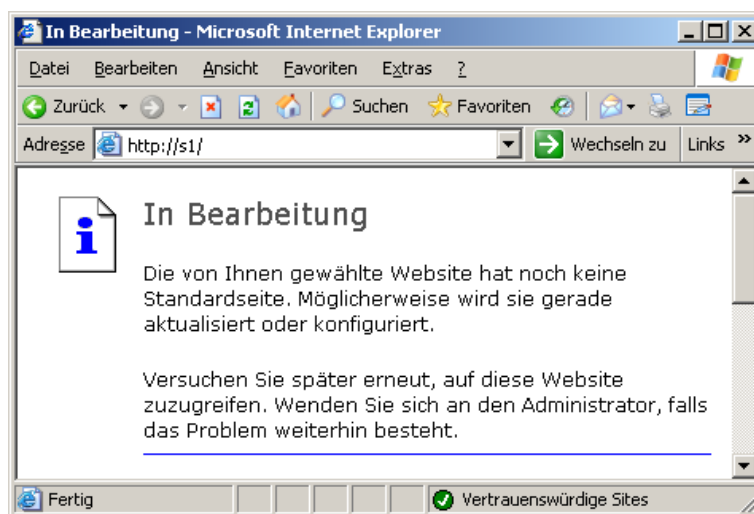 In Bearbeitung - Microsoft Internet Explorer
Datei Bearbeiten Ansicht Favoriten Extras ?
Zurück Suchen Favoriten
Adresse http://s1/ Wechseln zu Links »
In Bearbeitung
Die von Ihnen gewählte Website hat noch keine
Standardseite. Möglicherweise wird sie gerade
aktualisiert oder konfiguriert.
Versuchen Sie später erneut, auf diese Website
zuzugreifen. Wenden Sie sich an den Administrator, falls
das Problem weiterhin besteht.
Fertig Vertrauenswürdige Sites